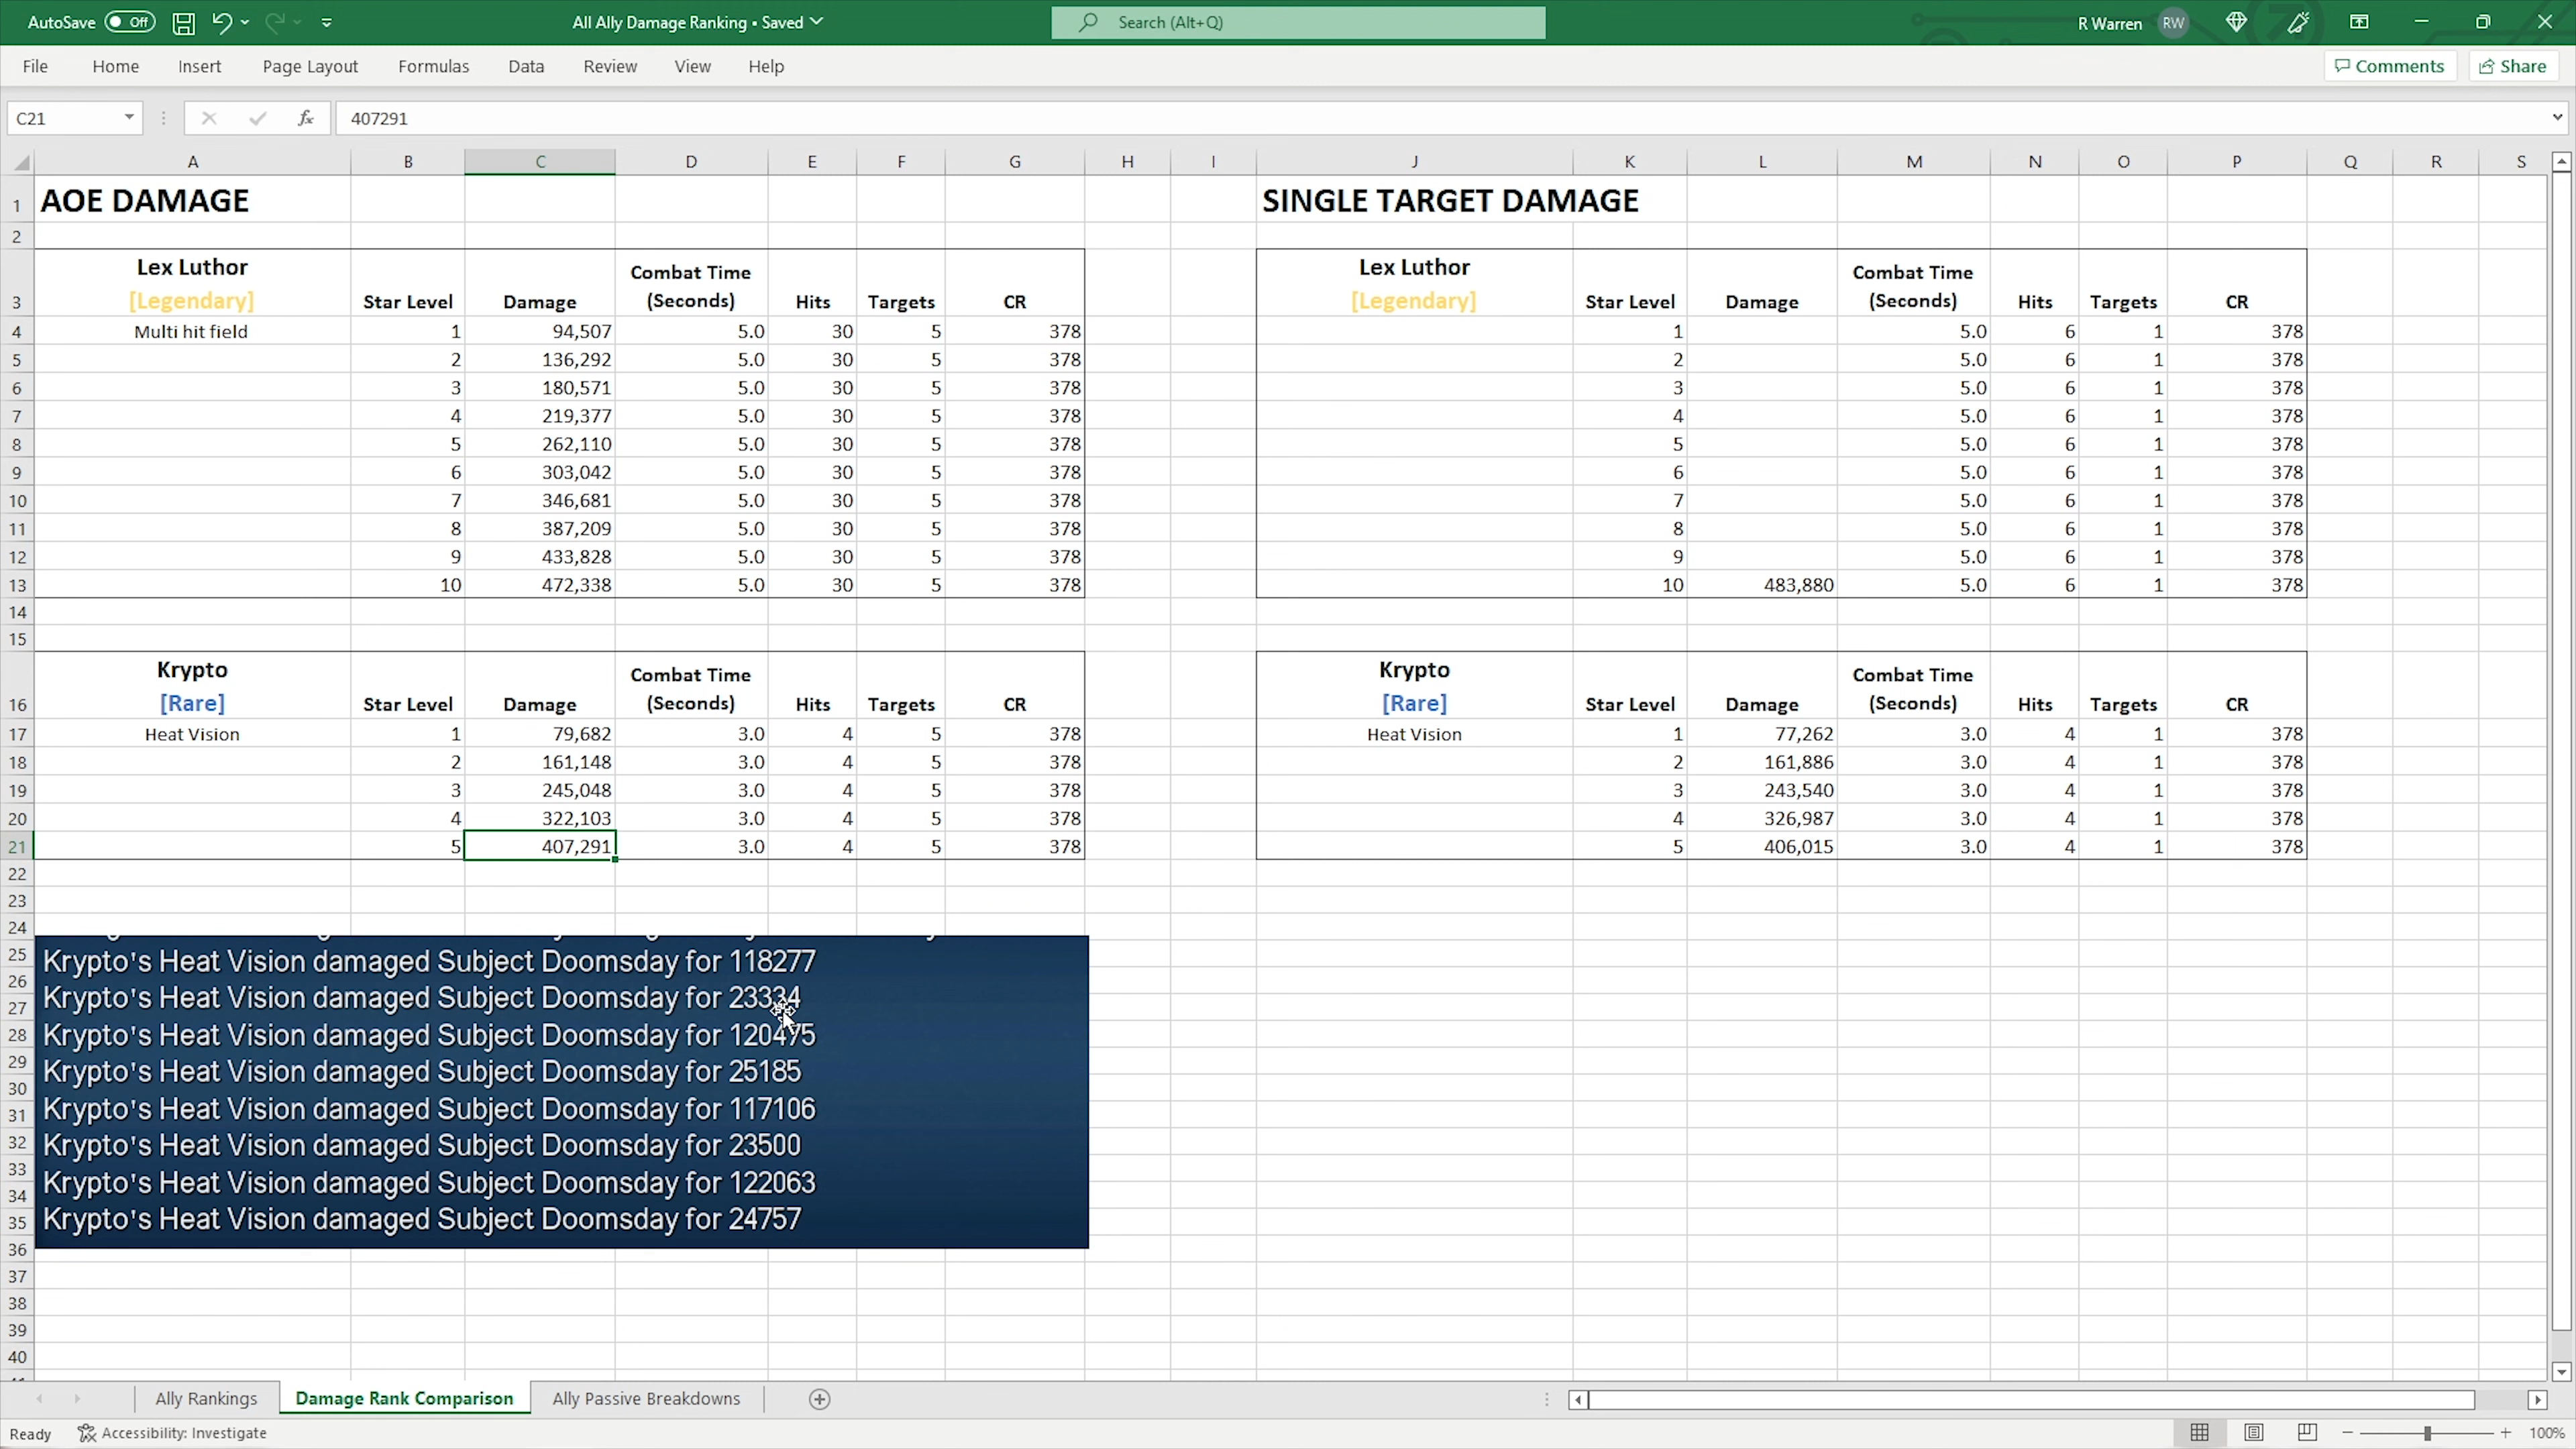 AutoSave Off All Ally Damage Ranking • Saved Search (Alt+Q) R Warren RW
File Home Insert Page Layout Formulas Data Review View Help Comments Share
C21 fx 407291
A B C D E F G H I J K L M N O P Q R S
1 AOE DAMAGE SINGLE TARGET DAMAGE
2
Lex Luthor Combat Time Lex Luthor Combat Time
3 [Legendary] Star Level Damage (Seconds) Hits Targets CR [Legendary] Star Level Damage (Seconds) Hits Targets CR
4 Multi hit field 1 94,507 5.0 30 5 378 1 5.0 6 1 378
5 2 136,292 5.0 30 5 378 2 5.0 6 1 378
6 3 180,571 5.0 30 5 378 3 5.0 6 1 378
7 4 219,377 5.0 30 5 378 4 5.0 6 1 378
8 5 262,110 5.0 30 5 378 5 5.0 6 1 378
9 6 303,042 5.0 30 5 378 6 5.0 6 1 378
10 7 346,681 5.0 30 5 378 7 5.0 6 1 378
11 8 387,209 5.0 30 5 378 8 5.0 6 1 378
12 9 433,828 5.0 30 5 378 9 5.0 6 1 378
13 10 472,338 5.0 30 5 378 10 483,880 5.0 6 1 378
14
15
Krypto Combat Time Krypto Combat Time
16 [Rare] Star Level Damage (Seconds) Hits Targets CR [Rare] Star Level Damage (Seconds) Hits Targets CR
17 Heat Vision 1 79,682 3.0 4 5 378 Heat Vision 1 77,262 3.0 4 1 378
18 2 161,148 3.0 4 5 378 2 161,886 3.0 4 1 378
19 3 245,048 3.0 4 5 378 3 243,540 3.0 4 1 378
20 4 322,103 3.0 4 5 378 4 326,987 3.0 4 1 378
21 5 407,291 3.0 4 5 378 5 406,015 3.0 4 1 378
22
23
24
25 Krypto's Heat Vision damaged Subject Doomsday for 118277
26
27 Krypto's Heat Vision damaged Subject Doomsday for 23334
28 Krypto's Heat Vision damaged Subject Doomsday for 120475
29 Krypto's Heat Vision damaged Subject Doomsday for 25185
30
31 Krypto's Heat Vision damaged Subject Doomsday for 117106
32 Krypto's Heat Vision damaged Subject Doomsday for 23500
33
34 Krypto's Heat Vision damaged Subject Doomsday for 122063
35 Krypto's Heat Vision damaged Subject Doomsday for 24757
36
37
38
39
40
Ally Rankings Damage Rank Comparison Ally Passive Breakdowns
Ready Accessibility: Investigate 100%